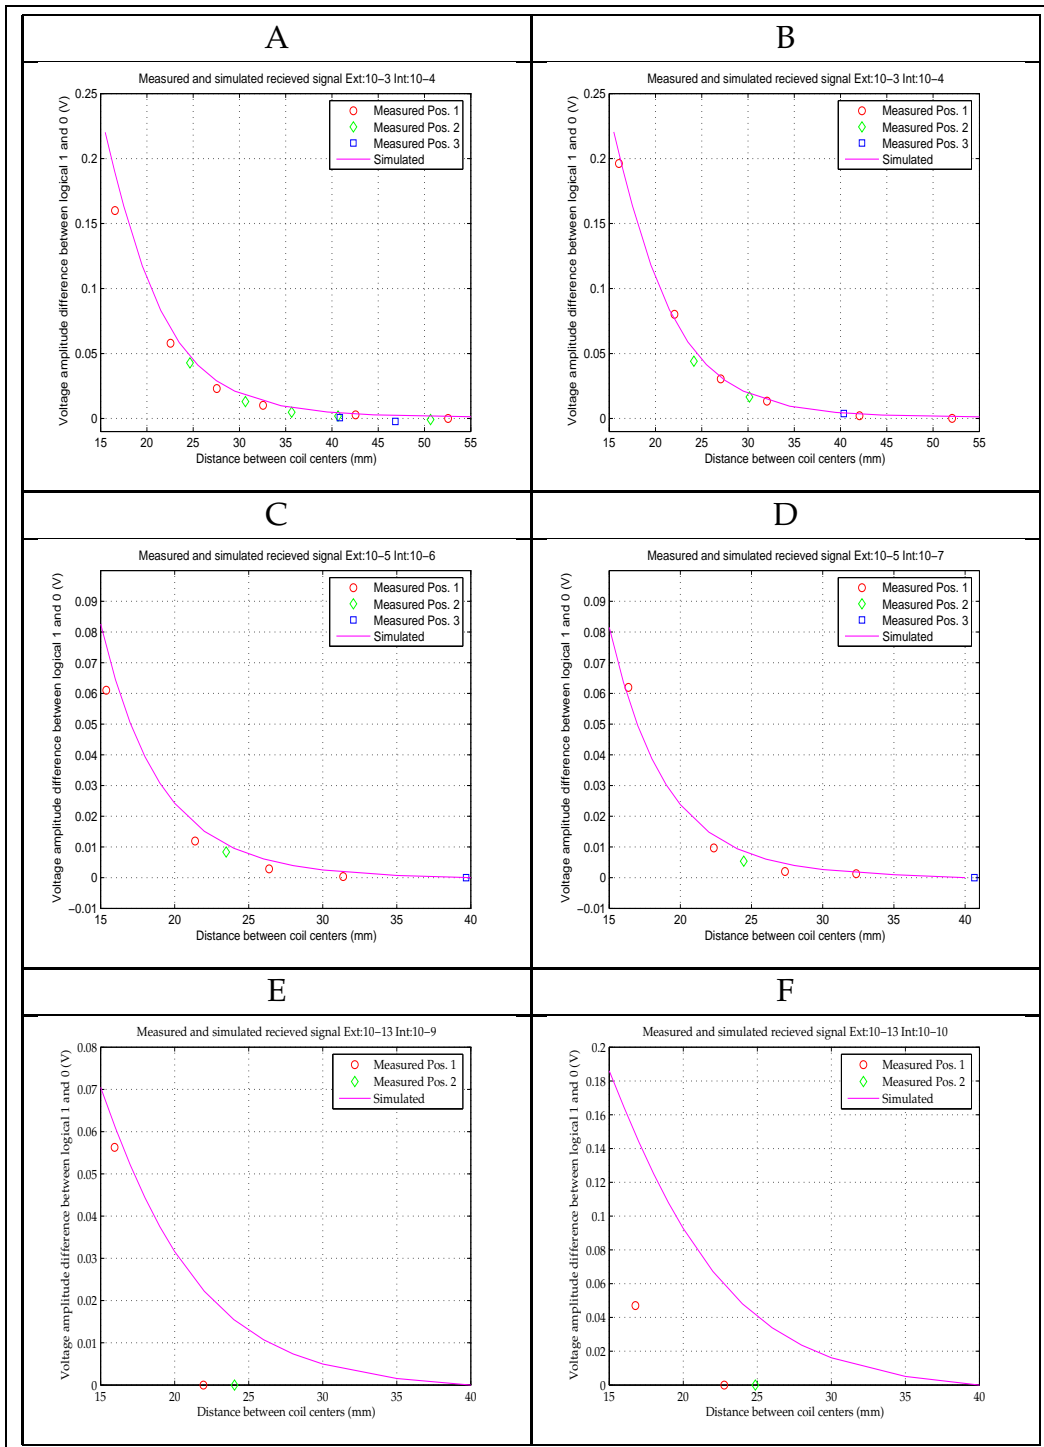 A
B
Measured and simulated recieved signal Ext:10−3 Int:10−4
Voltage amplitude difference between logical 1 and 0 (V)
0.25
0.2
0.15
0.1
0.05
0
15 20 25 30 35 40 45 50 55
Distance between coil centers (mm)
Measured Pos. 1
Measured Pos. 2
Measured Pos. 3
Simulated
Measured and simulated recieved signal Ext:10−3 Int:10−4
Voltage amplitude difference between logical 1 and 0 (V)
0.25
0.2
0.15
0.1
0.05
0
15 20 25 30 35 40 45 50 55
Distance between coil centers (mm)
Measured Pos. 1
Measured Pos. 2
Measured Pos. 3
Simulated
C
D
Measured and simulated recieved signal Ext:10−5 Int:10−6
Voltage amplitude difference between logical 1 and 0 (V)
0.09
0.08
0.07
0.06
0.05
0.04
0.03
0.02
0.01
0
−0.01
15 20 25 30 35 40
Distance between coil centers (mm)
Measured Pos. 1
Measured Pos. 2
Measured Pos. 3
Simulated
Measured and simulated recieved signal Ext:10−5 Int:10−7
Voltage amplitude difference between logical 1 and 0 (V)
0.09
0.08
0.07
0.06
0.05
0.04
0.03
0.02
0.01
0
−0.01
15 20 25 30 35 40
Distance between coil centers (mm)
Measured Pos. 1
Measured Pos. 2
Measured Pos. 3
Simulated
E
F
Measured and simulated recieved signal Ext:10−13 Int:10−9
Voltage amplitude difference between logical 1 and 0 (V)
0.08
0.07
0.06
0.05
0.04
0.03
0.02
0.01
0
15 20 25 30 35 40
Distance between coil centers (mm)
Measured Pos. 1
Measured Pos. 2
Simulated
Measured and simulated recieved signal Ext:10−13 Int:10−10
Voltage amplitude difference between logical 1 and 0 (V)
0.2
0.18
0.16
0.14
0.12
0.1
0.08
0.06
0.04
0.02
0
15 20 25 30 35 40
Distance between coil centers (mm)
Measured Pos. 1
Measured Pos. 2
Simulated